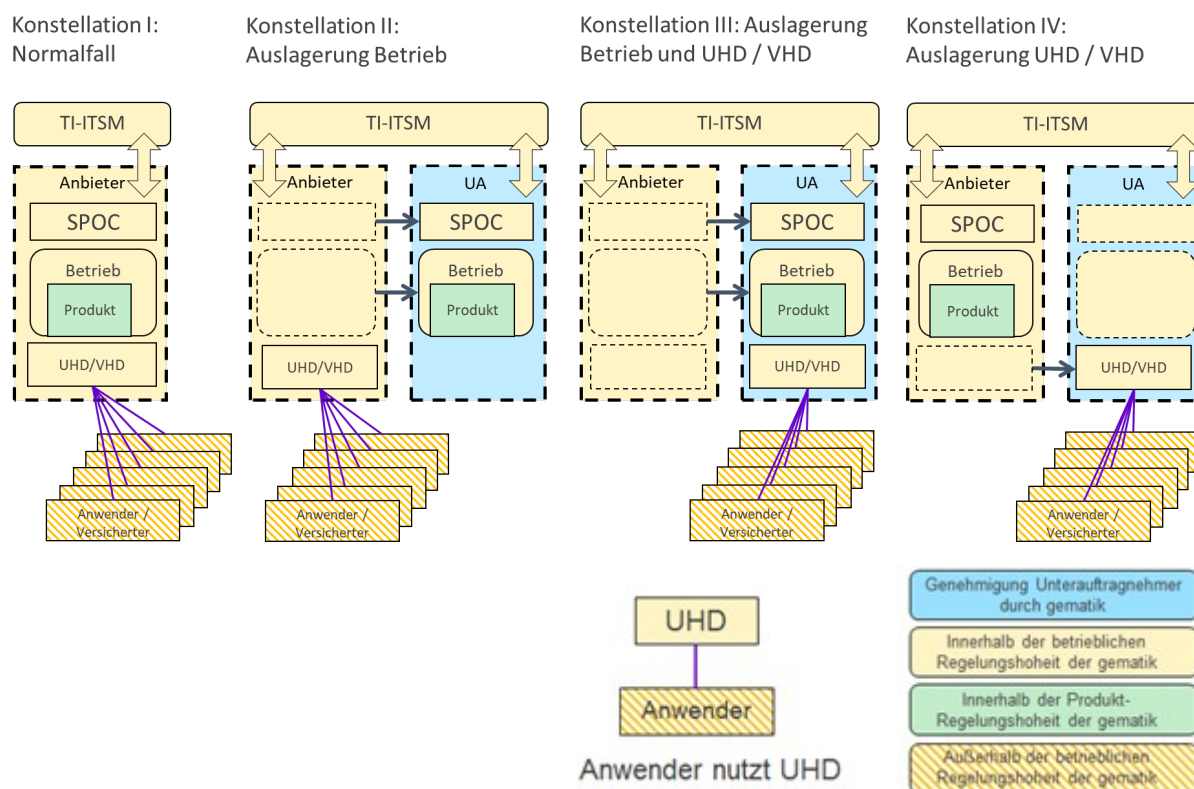 Konstellation I:
Normalfall
TI-ITSM
Anbieter
SPOC
Betrieb
Produkt
UHD/VHD
Anwender /
Versicherter
Konstellation II:
Auslagerung Betrieb
TI-ITSM
Anbieter
UA
SPOC
Betrieb
Produkt
UHD/VHD
Anwender /
Versicherter
Konstellation III: Auslagerung
Betrieb und UHD / VHD
TI-ITSM
Anbieter
UA
SPOC
Betrieb
Produkt
UHD/VHD
Anwender /
Versicherter
Konstellation IV:
Auslagerung UHD / VHD
TI-ITSM
Anbieter
UA
SPOC
Betrieb
Produkt
UHD/VHD
Anwender /
Versicherter
UHD
Anwender
Anwender nutzt UHD
Genehmigung Unterauftragnehmer
durch gematik
Innerhalb der betrieblichen
Regelungshoheit der gematik
Innerhalb der Produkt-
Regelungshoheit der gematik
Außerhalb der betrieblichen
Regelungshoheit der gematik